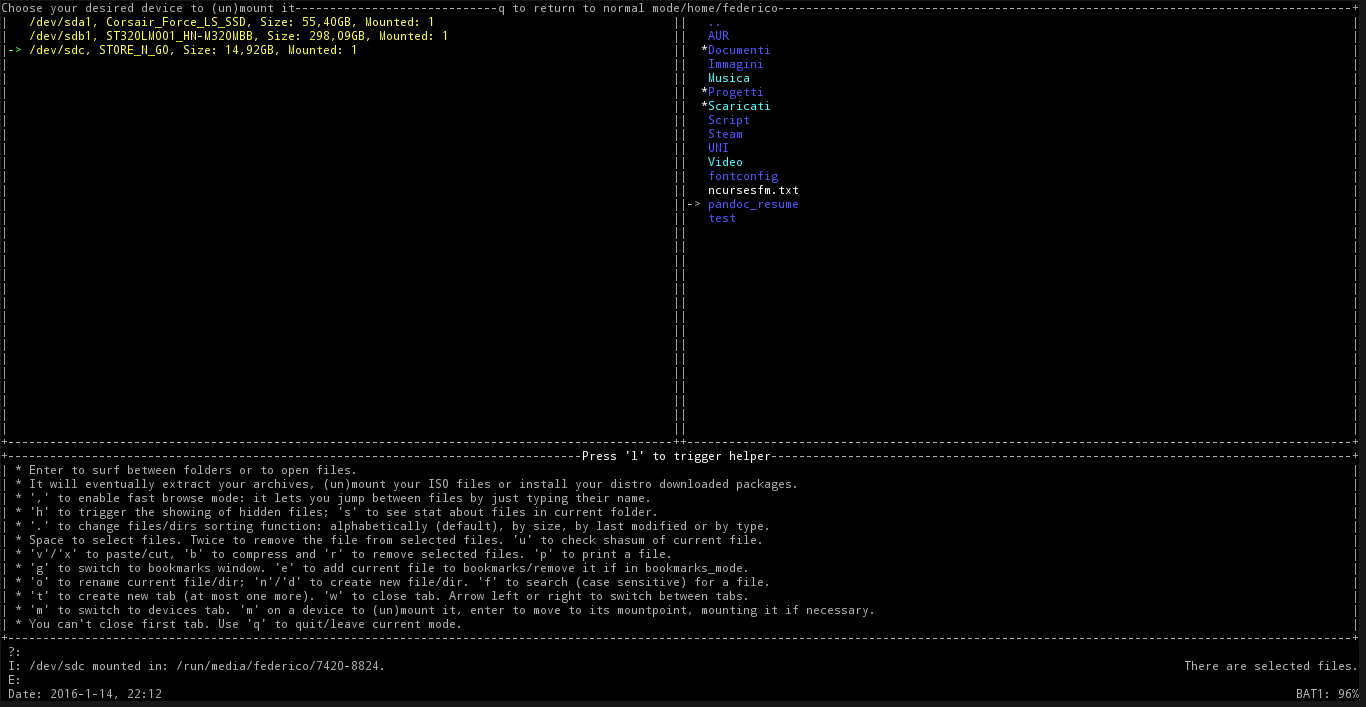 Choose your desired device to (un)mount it-----------------------------q to return to normal mode/home/federico
/dev/sda1, Corsair_Force_LS_SSD, Size: 55,40GB, Mounted: 1
/dev/sdb1, ST320LM001_HN-M320MBB, Size: 298,09GB, Mounted: 1
-> /dev/sdc, STORE_N_GO, Size: 14,92GB, Mounted: 1
..
AUR
*Documenti
Immagini
Musica
*Progetti
*Scaricati
Script
Steam
UNI
Video
fontconfig
ncursesfm.txt
-> pandoc_resume
test
Press 'l' to trigger helper
* Enter to surf between folders or to open files.
* It will eventually extract your archives, (un)mount your ISO files or install your distro downloaded packages.
* ',' to enable fast browse mode: it lets you jump between files by just typing their name.
* 'h' to trigger the showing of hidden files; 's' to see stat about files in current folder.
* '.' to change files/dirs sorting function: alphabetically (default), by size, by last modified or by type.
* Space to select files. Twice to remove the file from selected files. 'u' to check shasum of current file.
* 'v'/'x' to paste/cut, 'b' to compress and 'r' to remove selected files. 'p' to print a file.
* 'g' to switch to bookmarks window. 'e' to add current file to bookmarks/remove it if in bookmarks_mode.
* 'o' to rename current file/dir; 'n'/'d' to create new file/dir. 'f' to search (case sensitive) for a file.
* 't' to create new tab (at most one more). 'w' to close tab. Arrow left or right to switch between tabs.
* 'm' to switch to devices tab. 'm' on a device to (un)mount it, enter to move to its mountpoint, mounting it if necessary.
* You can't close first tab. Use 'q' to quit/leave current mode.
?:
I: /dev/sdc mounted in: /run/media/federico/7420-8824. There are selected files.
E:
Date: 2016-1-14, 22:12 BAT1: 96%